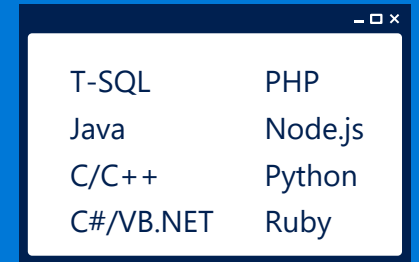 T-SQL
Java
C/C++
C#/VB.NET
PHP
Node.js
Python
Ruby